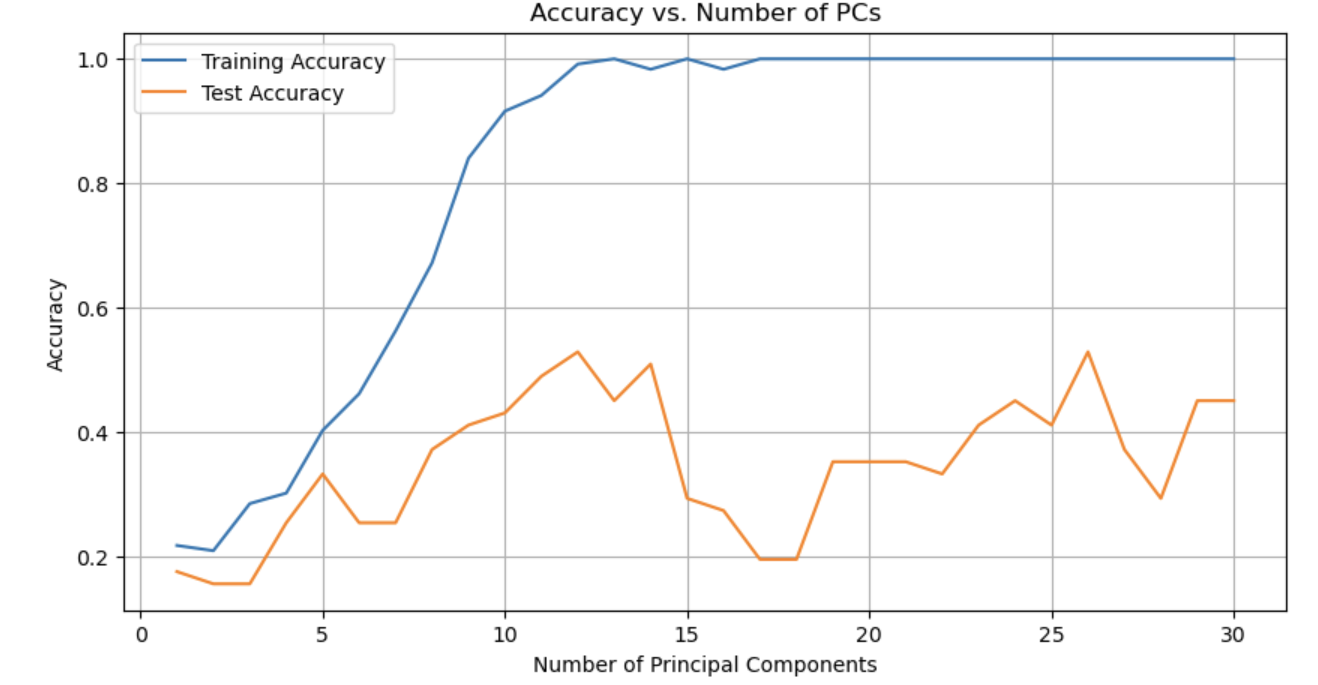 Accuracy vs. Number of PCs
Training Accuracy
Test Accuracy
1.0
0.8
0.6
0.4
0.2
Accuracy
0 5 10 15 20 25 30
Number of Principal Components